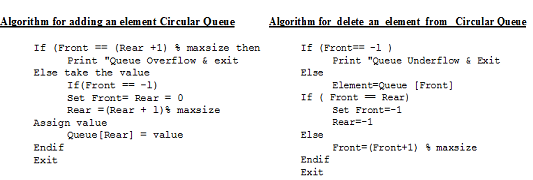 Algorithm for adding an element Circular Queue
If (Front == (Rear +1) % maxsize then
Print "Queue Overflow & exit
Else take the value
If(Front == -1)
Set Front= Rear = 0
Rear =(Rear + 1)% maxsize
Assign value
Queue[Rear] = value
Endif
Exit
Algorithm for delete an element from Circular Queue
If (Front== -1 )
Print "Queue Underflow & Exit
Else
Element=Queue [Front]
If ( Front == Rear)
Set Front=-1
Rear=-1
Else
Front=(Front+1) % maxsize
Endif
Exit